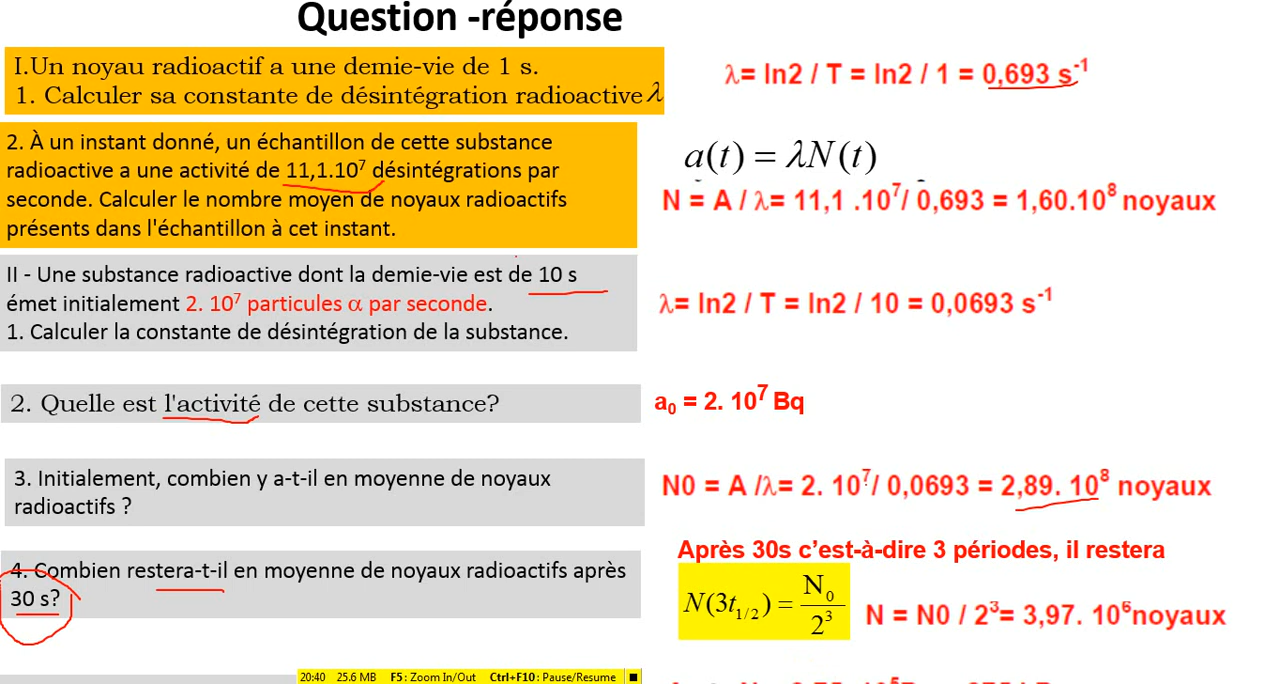 Question -réponse
I.Un noyau radioactif a une demie-vie de 1 s.
1. Calculer sa constante de désintégration radioactive λ
λ= ln2 / T = ln2 / 1 = 0,693 s⁻¹
2. À un instant donné, un échantillon de cette substance
radioactive a une activité de 11,1.10⁷ désintégrations par
seconde. Calculer le nombre moyen de noyaux radioactifs
présents dans l'échantillon à cet instant.
a(t) = λN(t)
N = A / λ= 11,1 .10⁷/ 0,693 = 1,60.10⁸ noyaux
II - Une substance radioactive dont la demie-vie est de 10 s
émet initialement 2. 10⁷ particules α par seconde.
1. Calculer la constante de désintégration de la substance.
λ= ln2 / T = ln2 / 10 = 0,0693 s⁻¹
2. Quelle est l'activité de cette substance?
a₀ = 2. 10⁷ Bq
3. Initialement, combien y a-t-il en moyenne de noyaux
radioactifs ?
N0 = A /λ= 2. 10⁷/ 0,0693 = 2,89. 10⁸ noyaux
4. Combien restera-t-il en moyenne de noyaux radioactifs après
30 s?
Après 30s c'est-à-dire 3 périodes, il restera
N(3t₁/₂) = N₀ / 2³
N = N0 / 2³= 3,97. 10⁶noyaux
20:40 25.6 MB F5: Zoom In/Out Ctrl+F10: Pause/Resume